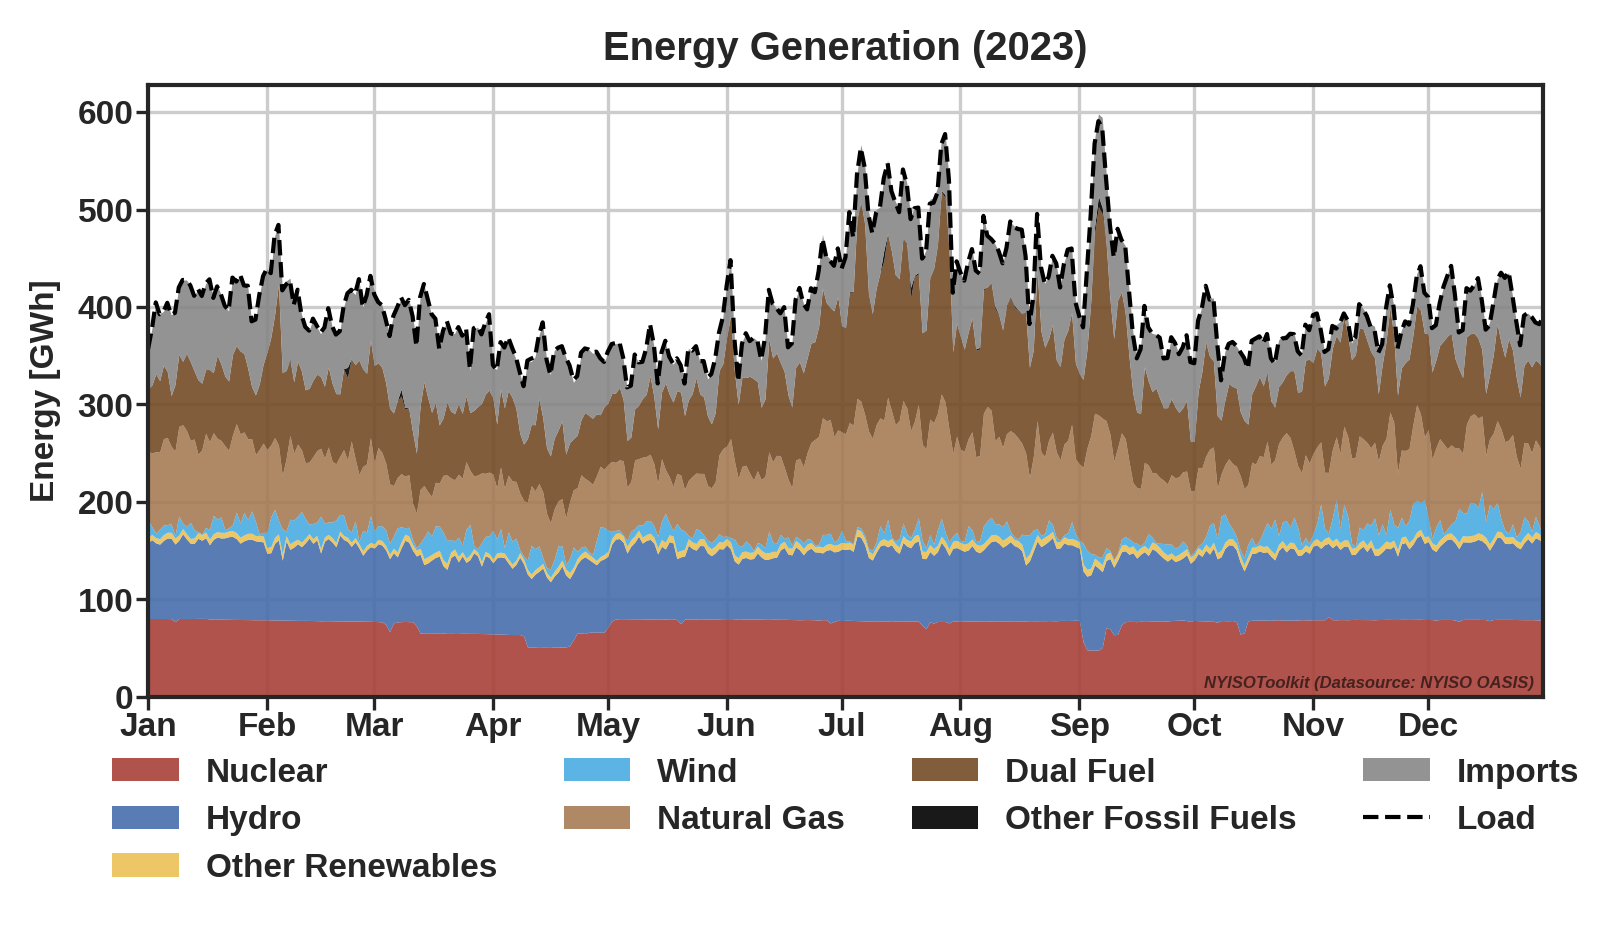 Energy Generation (2023)
Energy [GWh]
600
500
400
300
200
100
0
NYISOToolkit (Datasource: NYISO OASIS)
Jan Feb Mar Apr May Jun Jul Aug Sep Oct Nov Dec
Nuclear Wind Dual Fuel Imports
Hydro Natural Gas Other Fossil Fuels Load
Other Renewables